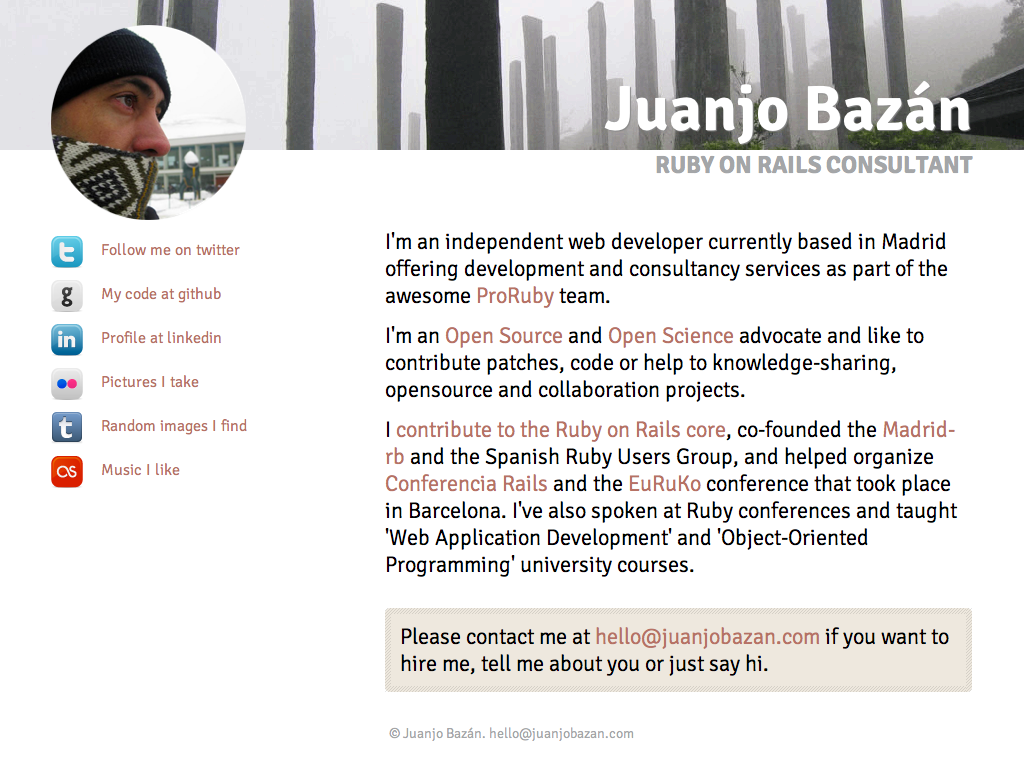 Juanjo Bazán
RUBY ON RAILS CONSULTANT
Follow me on twitter
My code at github
Profile at linkedin
Pictures I take
Random images I find
Music I like
I'm an independent web developer currently based in Madrid
offering development and consultancy services as part of the
awesome ProRuby team.
I'm an Open Source and Open Science advocate and like to
contribute patches, code or help to knowledge-sharing,
opensource and collaboration projects.
I contribute to the Ruby on Rails core, co-founded the Madrid-
rb and the Spanish Ruby Users Group, and helped organize
Conferencia Rails and the EuRuKo conference that took place
in Barcelona. I've also spoken at Ruby conferences and taught
'Web Application Development' and 'Object-Oriented
Programming' university courses.
Please contact me at hello@juanjobazan.com if you want to
hire me, tell me about you or just say hi.
© Juanjo Bazán. hello@juanjobazan.com